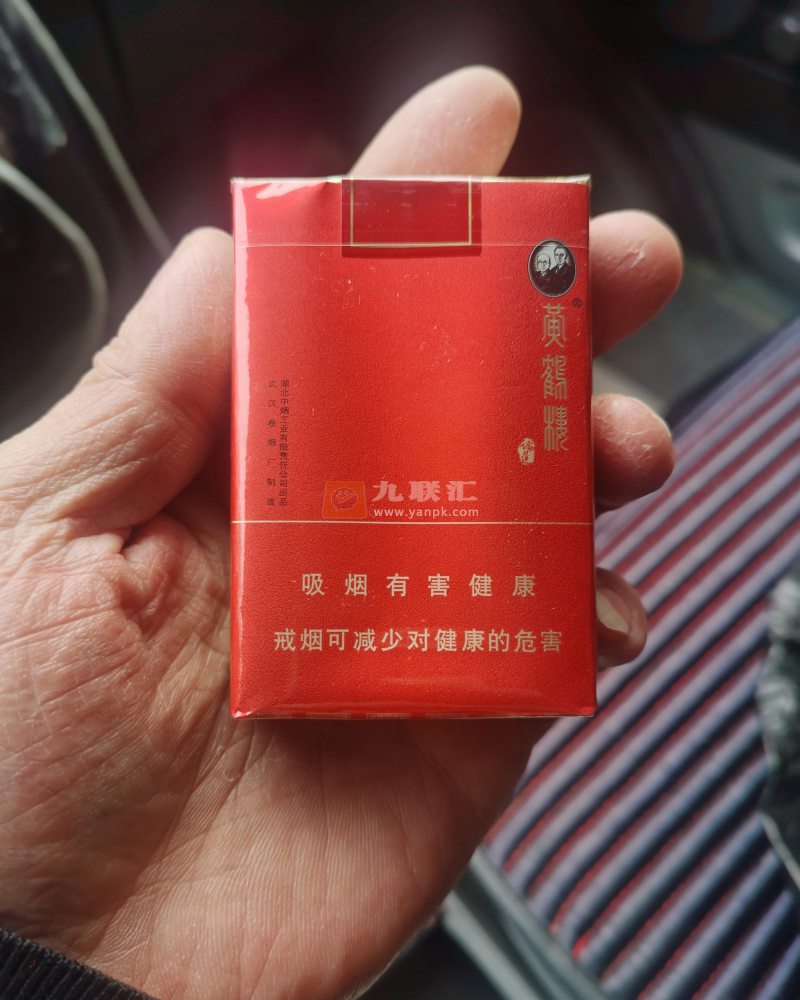 黄鹤楼
®
湖北中烟工业有限责任公司出品
武汉卷烟厂制造
九联汇
www.yanpk.com
吸烟有害健康
戒烟可减少对健康的危害